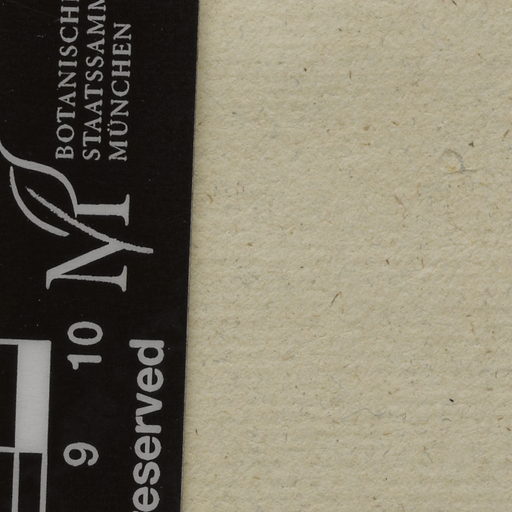 BOTANISCHE
STAATSSAMM
MÜNCHEN
M
9 10
eserved